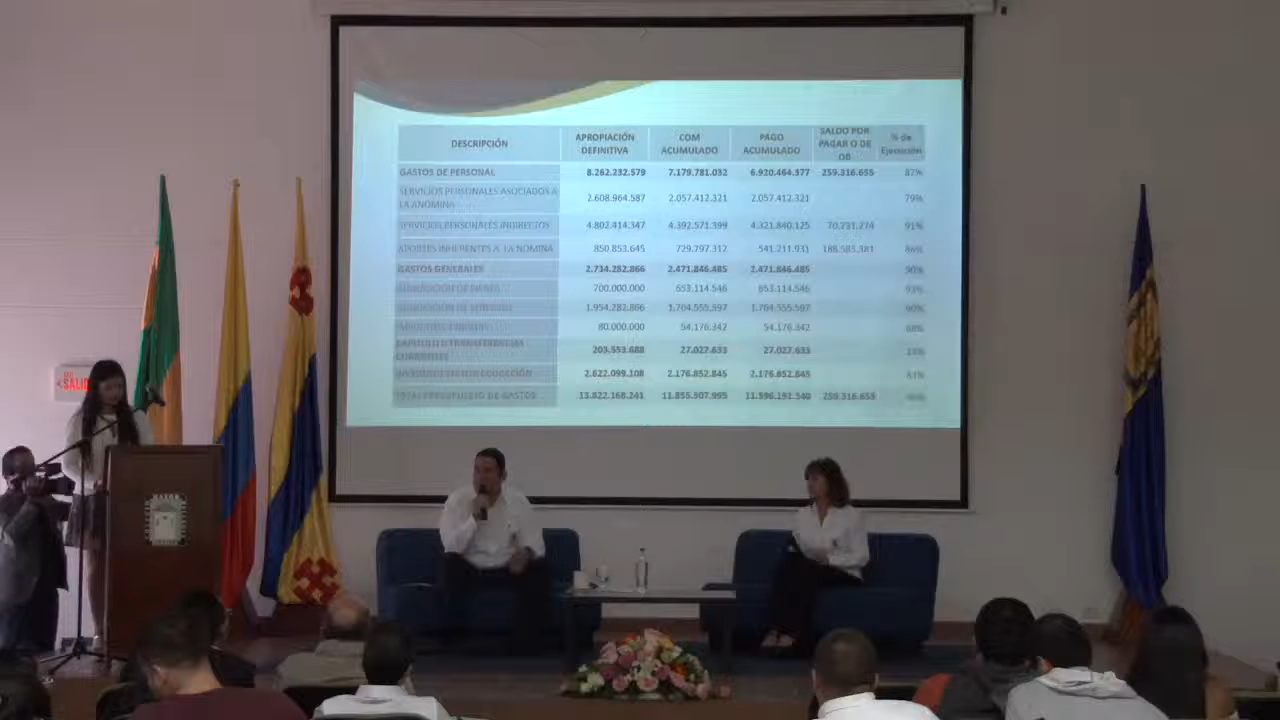 DESCRIPCIÓN APROPIACIÓN DEFINITIVA COM ACUMULADO PAGO ACUMULADO SALDO POR PAGAR O DE OB % de Ejecución
GASTOS DE PERSONAL 8.262.232.579 7.179.781.032 6.920.464.377 259.316.655 87%
SERVICIOS PERSONALES ASOCIADOS A LA ANOMINA 2.608.964.587 2.057.412.321 2.057.412.321 79%
SERVICIOS PERSONALES INDIRECTOS 4.802.414.347 4.392.571.399 4.321.840.125 70.731.274 91%
APORTES INHERENTES A LA NOMINA 850.853.645 729.797.312 541.211.931 188.585.381 86%
GASTOS GENERALES 2.734.282.866 2.471.846.485 2.471.846.485 90%
700.000.000 653.114.546 653.114.546 93%
1.954.282.866 1.764.555.597 1.764.555.597 90%
80.000.000 54.176.342 54.176.342 68%
203.553.688 27.027.633 27.027.633 13%
2.622.099.108 2.176.852.845 2.176.852.845 83%
TOTAL PRESUPUESTO DE GASTOS 13.822.168.241 11.855.507.995 11.596.191.340 259.316.655
SALID